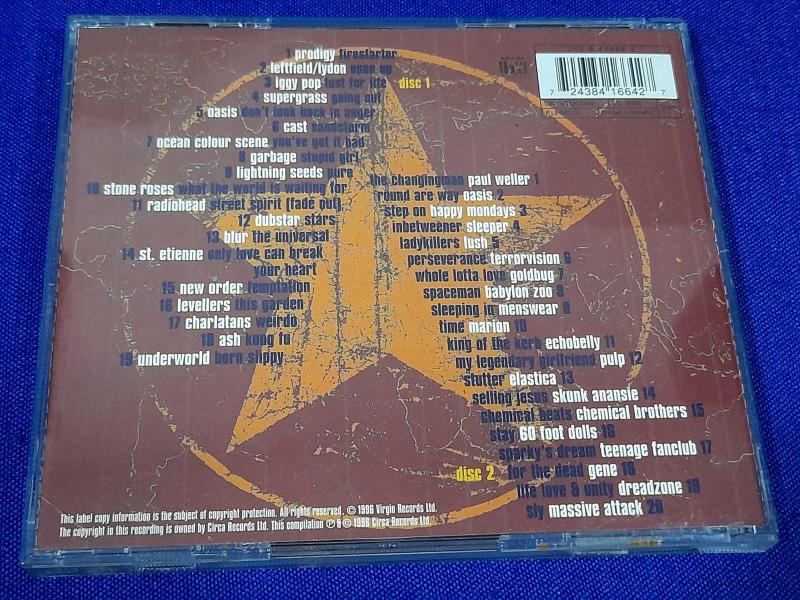 1 prodigy firestarter
2 leftfield/lydon open up
3 iggy pop lust for life
disc 1
4 supergrass going out
5 oasis don't look back in anger
6 cast sandstorm
7 ocean colour scene you've got it bad
8 garbage stupid girl
9 lightning seeds pure
10 stone roses what the world is waiting for
11 radiohead street spirit (fade out)
12 dubstar stars
13 blur the universal
14 st. etienne only love can break
your heart
15 new order temptation
16 levellers this garden
17 charlatans weirdo
18 ash kung fu
19 underworld born slippy
the changingman paul weller 1
round are way oasis 2
step on happy mondays 3
inbetweener sleeper 4
ladykillers lush 5
perseverance terrorvision 6
whole lotta love goldbug 7
spaceman babylon zoo 8
sleeping in menswear 9
time marion 10
king of the kerb echobelly 11
my legendary girlfriend pulp 12
stutter elastica 13
selling jesus skunk anansie 14
chemical beats chemical brothers 15
stay 60 foot dolls 16
sparky's dream teenage fanclub 17
disc 2
for the dead gene 18
life love & unity dreadzone 19
sly massive attack 20
7 24384 16642 7
This label copy information is the subject of copyright protection. All rights reserved. © 1996 Virgin Records Ltd.
The copyright in this recording is owned by Circa Records Ltd. This compilation ℗ & © 1996 Circa Records Ltd.